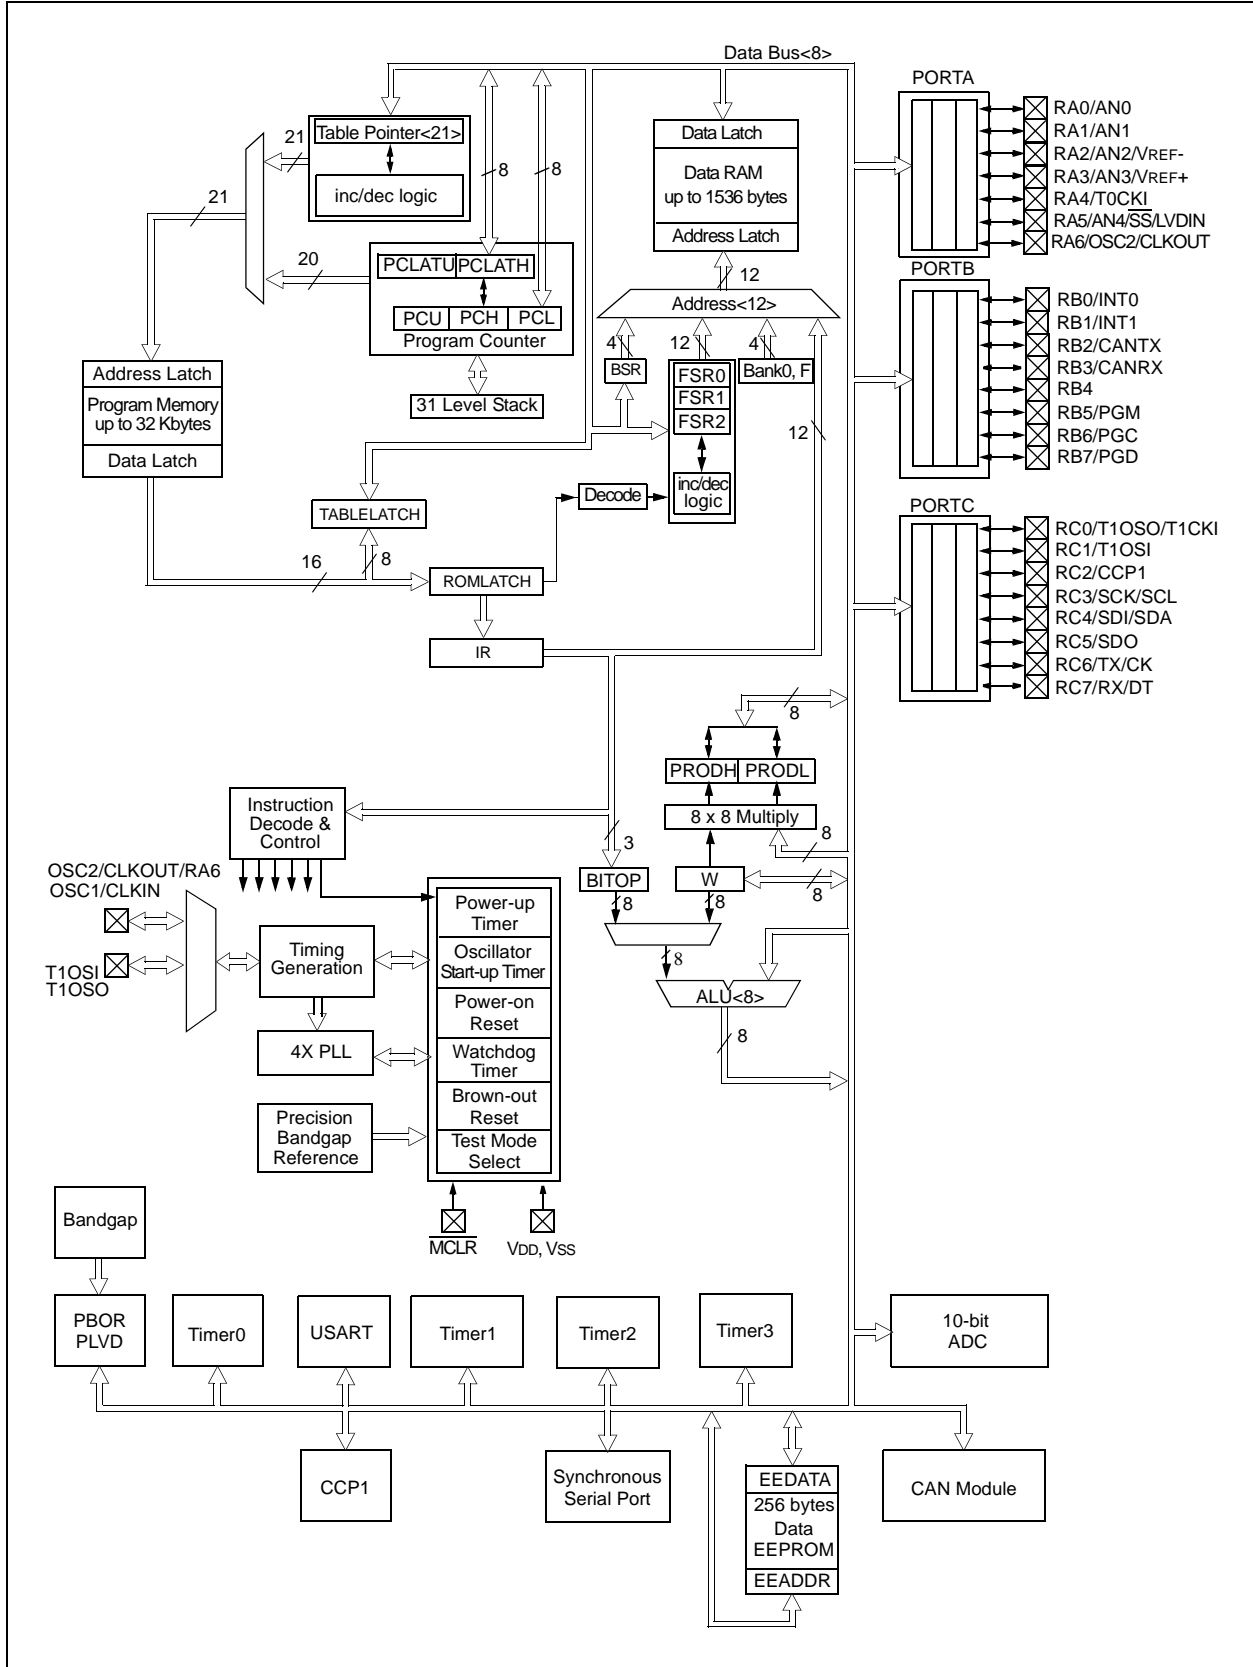 Data Bus<8>
PORTA
Table Pointer<21>
inc/dec logic
21
21
8
8
Data Latch
Data RAM
up to 1536 bytes
Address Latch
RA0/AN0
RA1/AN1
RA2/AN2/VREF-
RA3/AN3/VREF+
RA4/T0CKI
RA5/AN4/SS/LVDIN
RA6/OSC2/CLKOUT
20
PCLATU
PCLATH
PCU
PCH
PCL
Program Counter
31 Level Stack
12
Address<12>
4
12
4
BSR
FSR0
FSR1
FSR2
inc/dec
logic
Bank0, F
12
PORTB
RB0/INT0
RB1/INT1
RB2/CANTX
RB3/CANRX
RB4
RB5/PGM
RB6/PGC
RB7/PGD
Address Latch
Program Memory
up to 32 Kbytes
Data Latch
TABLELATCH
Decode
16
8
ROMLATCH
IR
PORTC
RC0/T1OSO/T1CKI
RC1/T1OSI
RC2/CCP1
RC3/SCK/SCL
RC4/SDI/SDA
RC5/SDO
RC6/TX/CK
RC7/RX/DT
8
PRODH
PRODL
8 x 8 Multiply
8
3
BITOP
W
8
8
8
8
ALU<8>
8
Instruction
Decode &
Control
OSC2/CLKOUT/RA6
OSC1/CLKIN
T1OSI
T1OSO
Timing
Generation
4X PLL
Precision
Bandgap
Reference
Power-up
Timer
Oscillator
Start-up Timer
Power-on
Reset
Watchdog
Timer
Brown-out
Reset
Test Mode
Select
MCLR
VDD, VSS
Bandgap
PBOR
PLVD
Timer0
USART
Timer1
Timer2
Timer3
10-bit
ADC
CCP1
Synchronous
Serial Port
EEDATA
256 bytes
Data
EEPROM
EEADDR
CAN Module